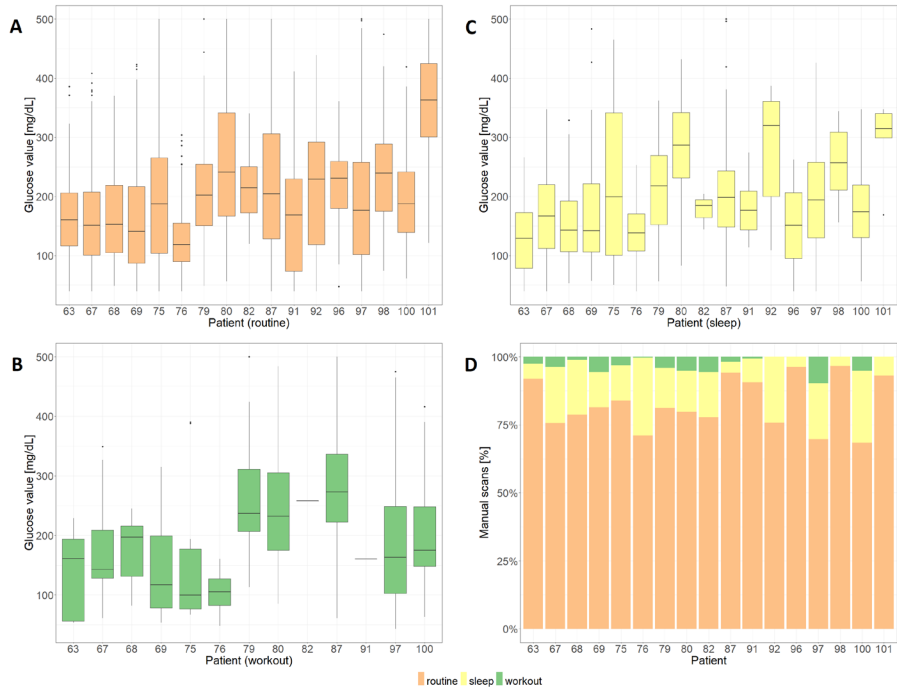 A
Glucose value [mg/dL]
500
400
300
200
100
63 67 68 69 75 76 79 80 82 87 91 92 96 97 98 100 101
Patient (routine)
C
Glucose value [mg/dL]
500
400
300
200
100
63 67 68 69 75 76 79 80 82 87 91 92 96 97 98 100 101
Patient (sleep)
B
Glucose value [mg/dL]
500
400
300
200
100
63 67 68 69 75 76 79 80 82 87 91 97 100
Patient (workout)
D
Manual scans [%]
100%
75%
50%
25%
0%
63 67 68 69 75 76 79 80 82 87 91 92 96 97 98 100 101
Patient
routine sleep workout